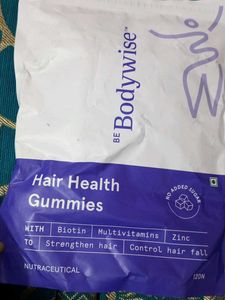 BE Bodywise™
Hair Health
Gummies
NO ADDED SUGAR
WITH Biotin Multivitamins Zinc
TO Strengthen hair Control hair fall
NUTRACEUTICAL 120N